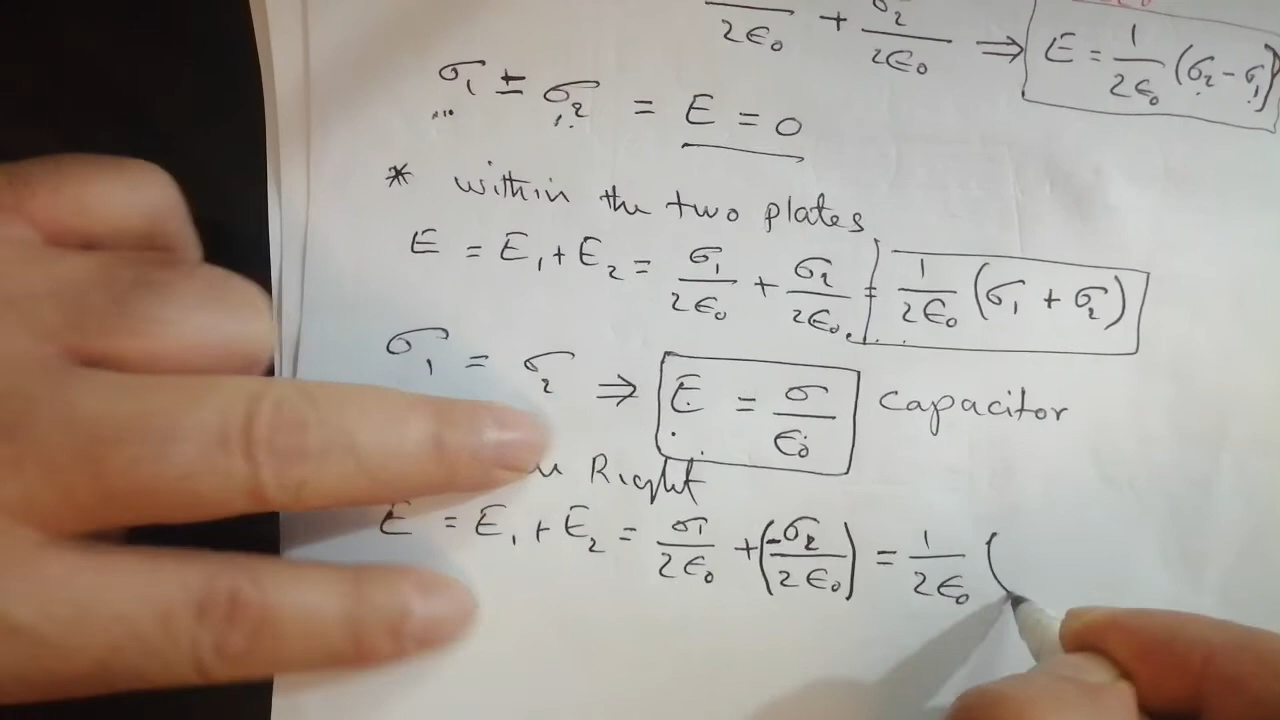 /2ϵ₀ + σ₂/2ϵ₀ ⇒ E = 1/2ϵ₀ (σ₂ - σ₁)
σ₁ ± σ₂ = E = 0
* within the two plates
E = E₁ + E₂ = σ₁/2ϵ₀ + σ₂/2ϵ₀ = 1/2ϵ₀ (σ₁ + σ₂)
σ₁ = σ₂ ⇒ E = σ/ϵ₀ capacitor
Right
E = E₁ + E₂ = σ₁/2ϵ₀ + (-σ₂/2ϵ₀) = 1/2ϵ₀ (